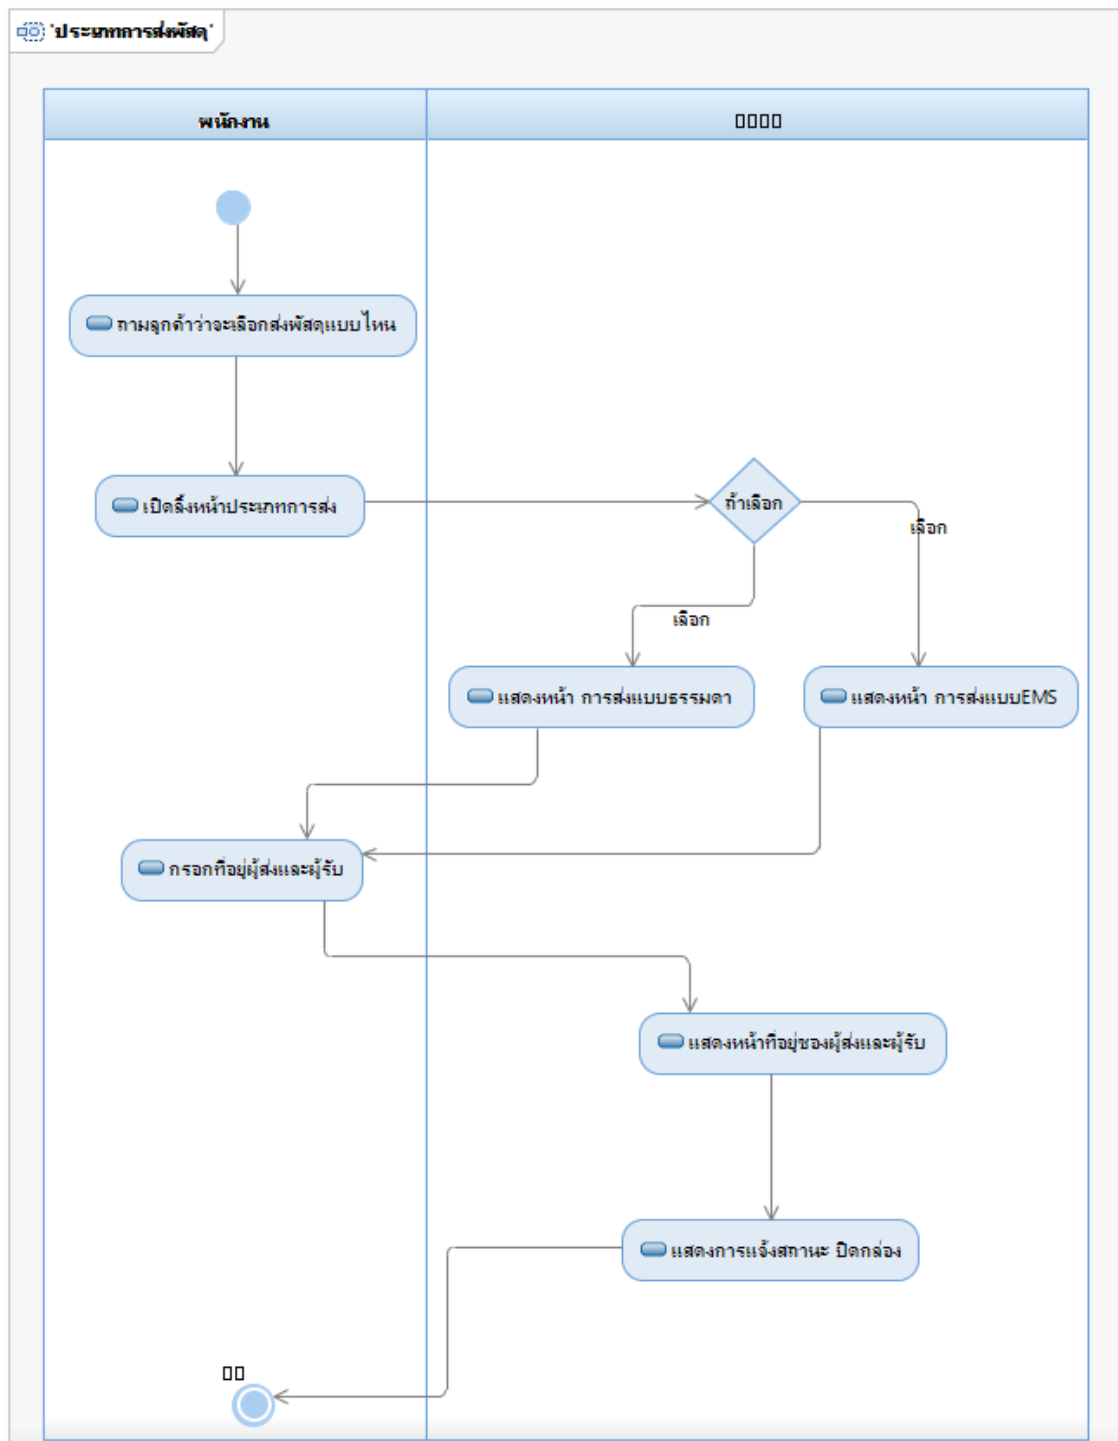 "ประเภทการส่งพัสดุ"
พนักงาน
ถามลูกค้าว่าจะเลือกส่งพัสดุแบบไหน
เปิดลิ้งหน้าประเภทการส่ง
ถ้าเลือก
เลือก
เลือก
แสดงหน้า การส่งแบบธรรมดา
แสดงหน้า การส่งแบบEMS
กรอกที่อยู่ผู้ส่งและผู้รับ
แสดงหน้าที่อยู่ของผู้ส่งและผู้รับ
แสดงการแจ้งสถานะ ปิดกล่อง